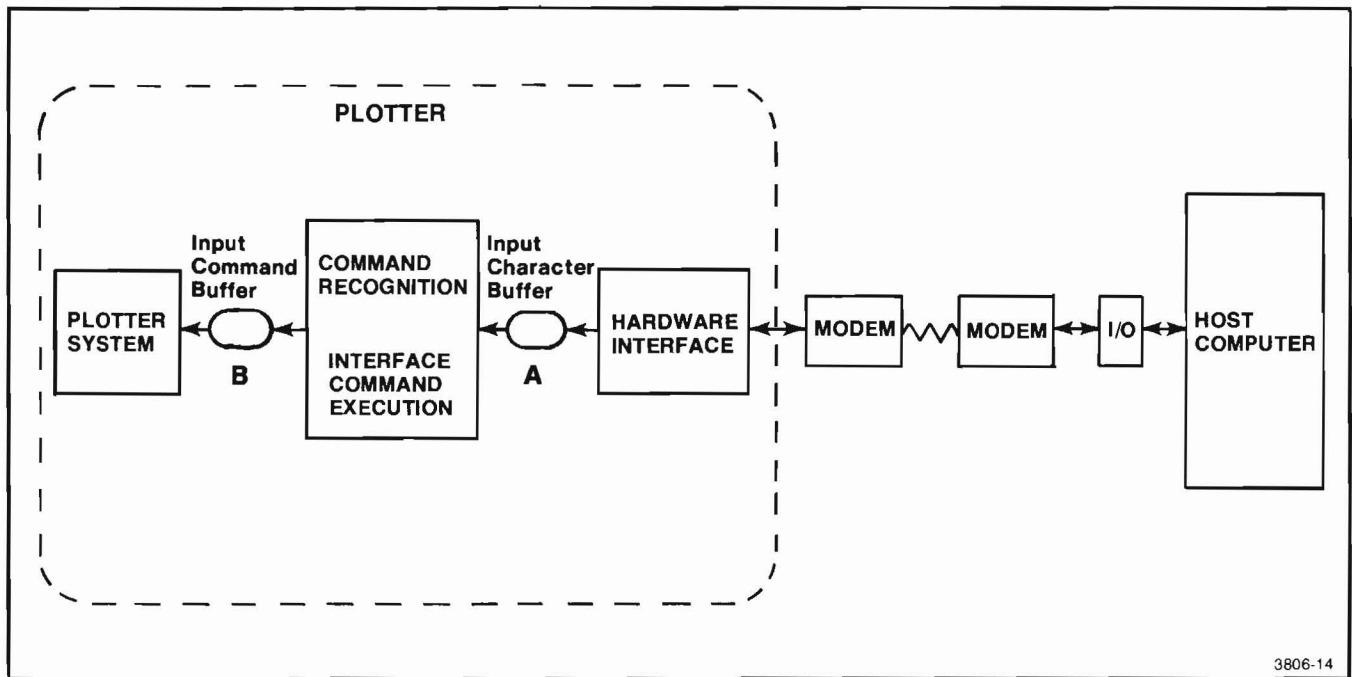 PLOTTER
PLOTTER
SYSTEM
Input
Command
Buffer
B
COMMAND
RECOGNITION
INTERFACE
COMMAND
EXECUTION
Input
Character
Buffer
A
HARDWARE
INTERFACE
MODEM
MODEM
I/O
HOST
COMPUTER
3806-14